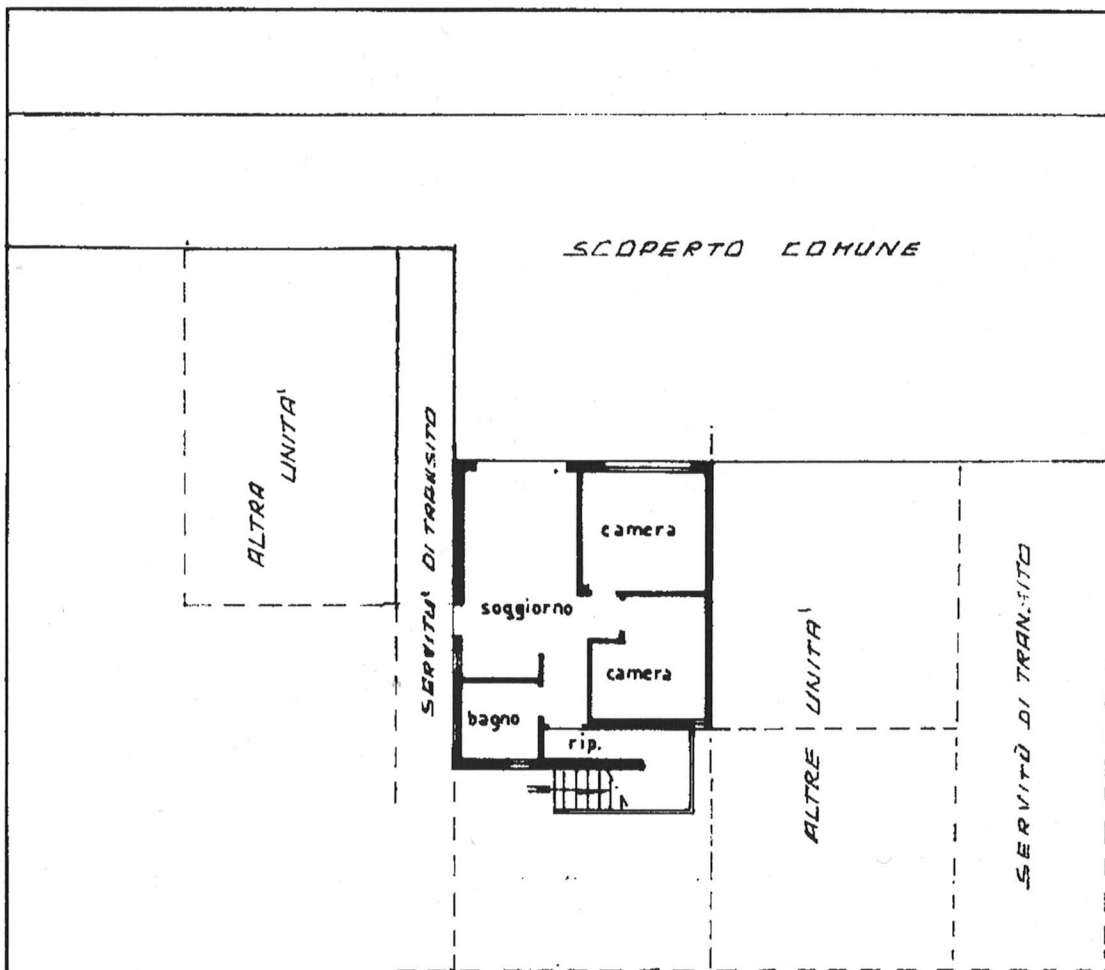 SCOPERTO COMUNE
ALTRA
UNITA'
SERVITU' DI TRANSITO
camera
soggiorno
camera
bagno
rip.
ALTRE UNITA'
SERVITÙ DI TRANSITO